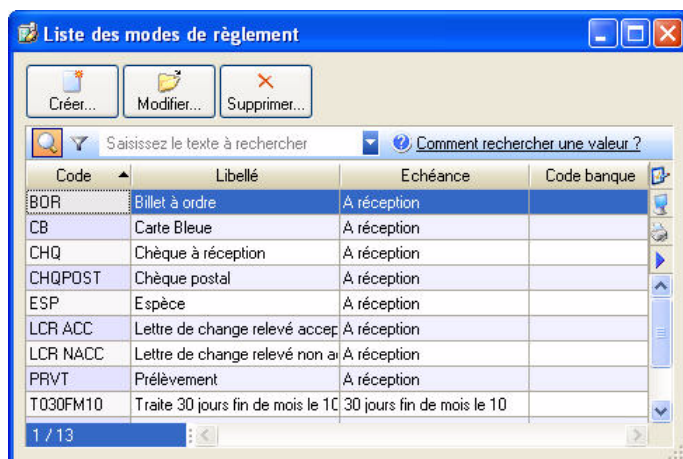 Liste des modes de règlement
Créer... Modifier... Supprimer...
Saisissez le texte à rechercher Comment rechercher une valeur ?
Code Libellé Echéance Code banque
BOR Billet à ordre A réception
CB Carte Bleue A réception
CHQ Chèque à réception A réception
CHQPOST Chèque postal A réception
ESP Espèce A réception
LCR ACC Lettre de change relevé accep A réception
LCR NACC Lettre de change relevé non a A réception
PRVT Prélèvement A réception
T030FM10 Traite 30 jours fin de mois le 10 30 jours fin de mois le 10
1 / 13